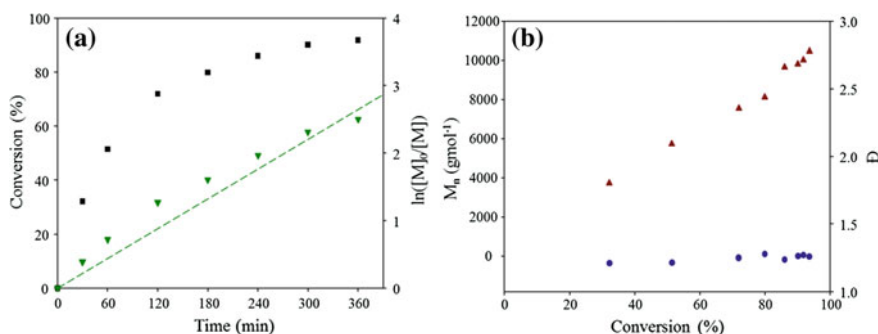 (a)
Conversion (%)
100
80
60
40
20
0
0 60 120 180 240 300 360
Time (min)
4
3
2
1
0
ln([M]₀/[M])
(b)
Mₙ (gmol⁻¹)
12000
10000
8000
6000
4000
2000
0
0 20 40 60 80 100
Conversion (%)
3.0
2.5
2.0
1.5
1.0
Đ